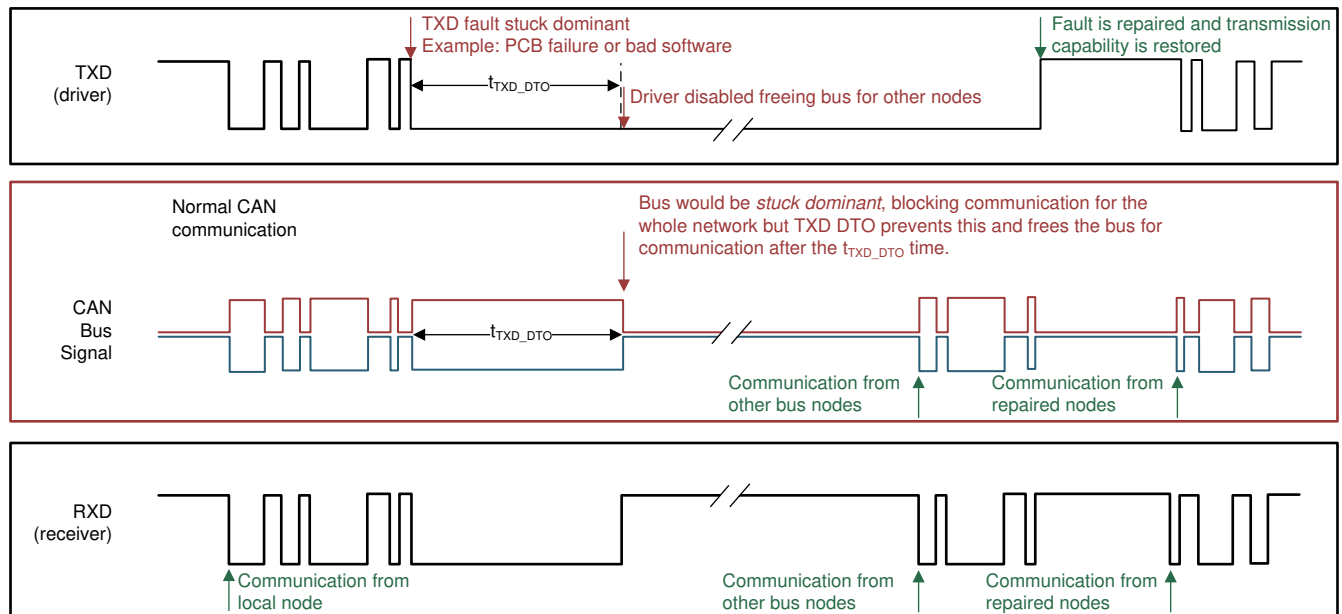 TXD fault stuck dominant
Example: PCB failure or bad software
Fault is repaired and transmission
capability is restored
TXD
(driver)
tTXD_DTO
Driver disabled freeing bus for other nodes
Normal CAN
communication
Bus would be stuck dominant, blocking communication for the
whole network but TXD DTO prevents this and frees the bus for
communication after the tTXD_DTO time.
CAN
Bus
Signal
tTXD_DTO
Communication from
other bus nodes
Communication from
repaired nodes
RXD
(receiver)
Communication from
local node
Communication from
other bus nodes
Communication from
repaired nodes